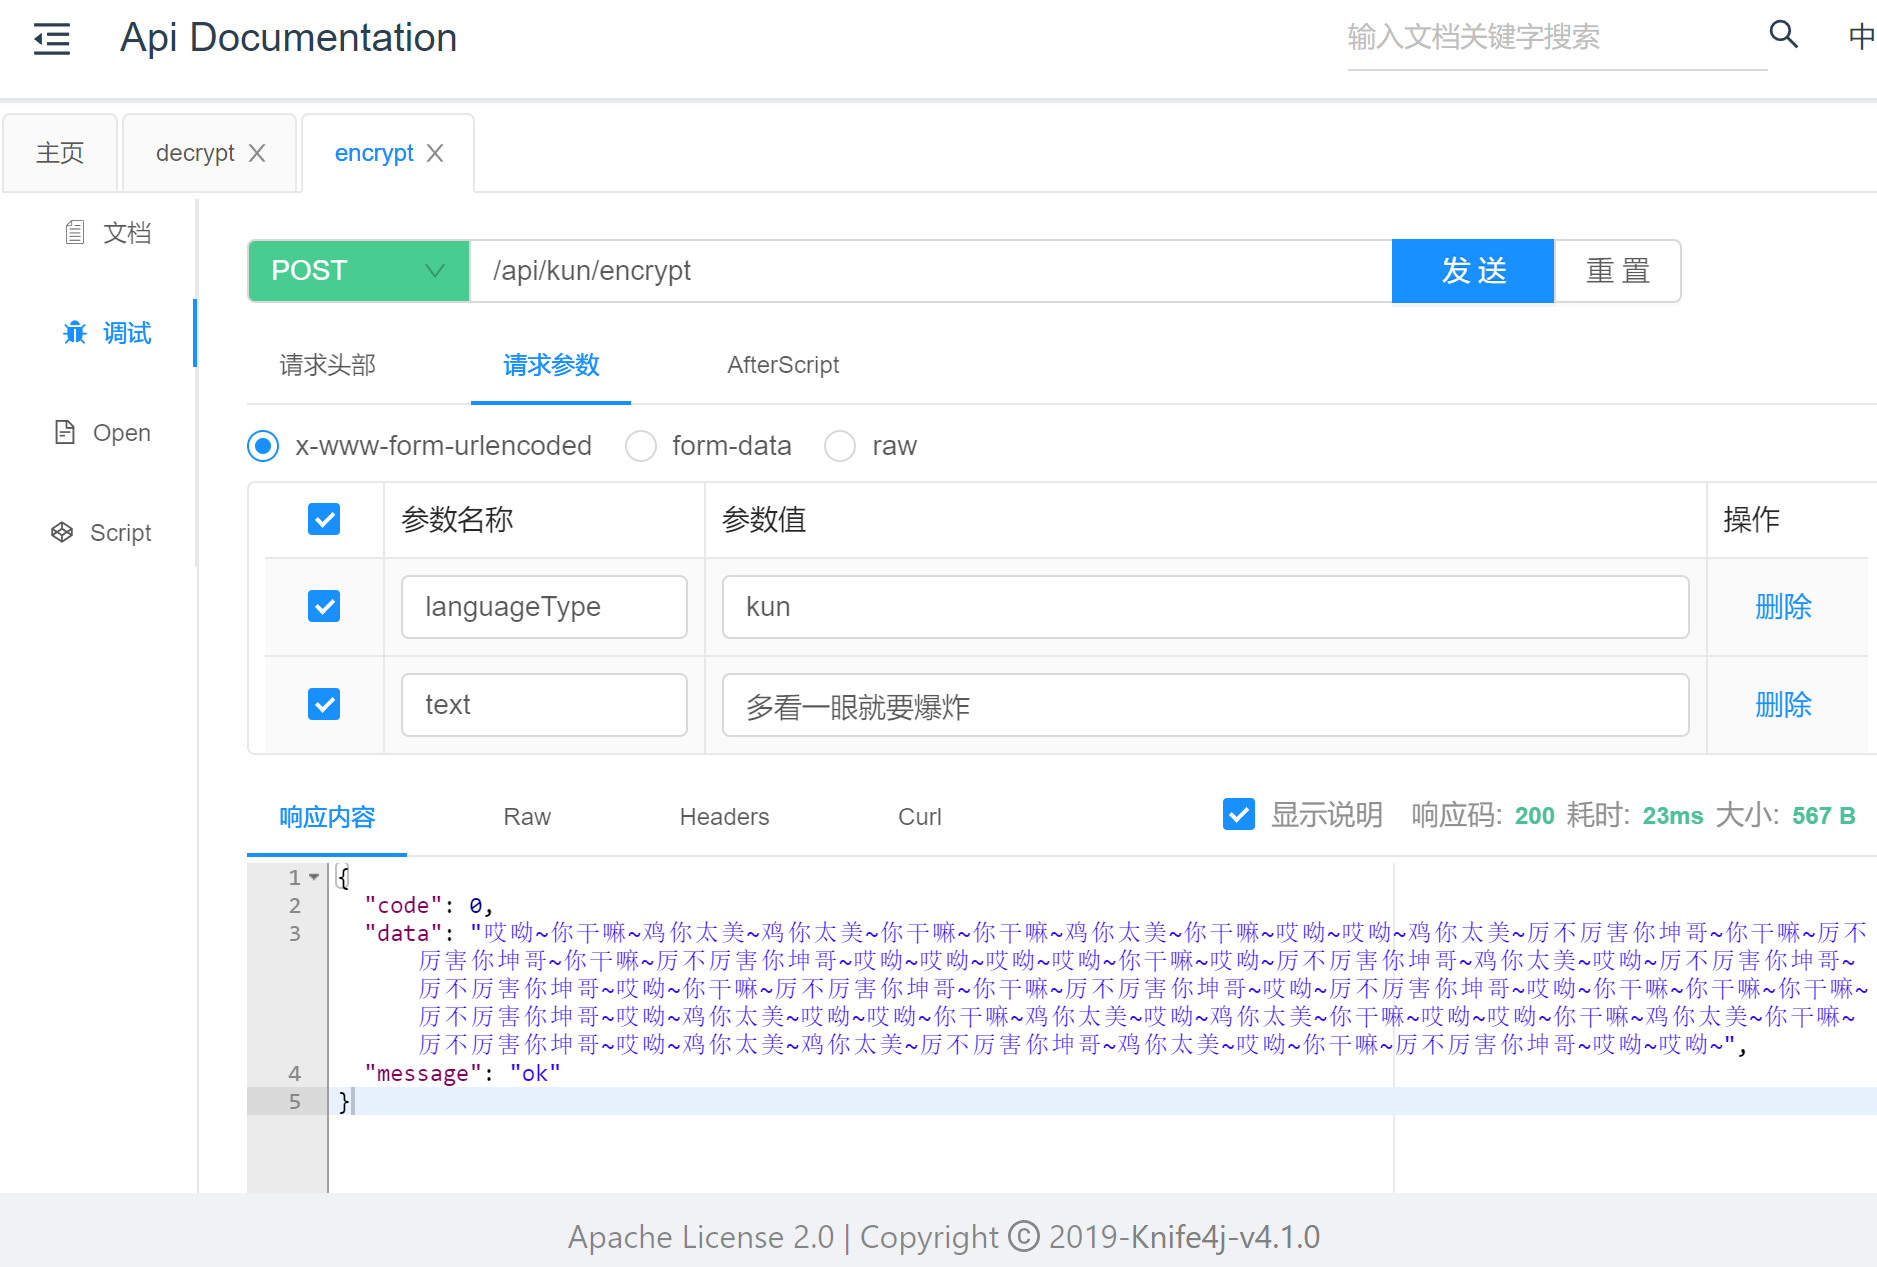 Api Documentation
输入文档关键字搜索
中
主页
decrypt
encrypt
文档
调试
Open
Script
POST
/api/kun/encrypt
发 送
重 置
请求头部
请求参数
AfterScript
x-www-form-urlencoded
form-data
raw
参数名称
参数值
操作
languageType
kun
删除
text
多看一眼就要爆炸
删除
响应内容
Raw
Headers
Curl
显示说明
响应码: 200 耗时: 23ms 大小: 567 B
1 {
2 "code": 0,
3 "data": "哎呦~你干嘛~鸡你太美~鸡你太美~你干嘛~你干嘛~鸡你太美~你干嘛~哎呦~哎呦~鸡你太美~厉不厉害你坤哥~你干嘛~厉不
厉害你坤哥~你干嘛~厉不厉害你坤哥~哎呦~哎呦~哎呦~哎呦~你干嘛~哎呦~厉不厉害你坤哥~鸡你太美~哎呦~厉不厉害你坤哥~
厉不厉害你坤哥~哎呦~你干嘛~厉不厉害你坤哥~你干嘛~厉不厉害你坤哥~哎呦~厉不厉害你坤哥~哎呦~你干嘛~你干嘛~你干嘛~
厉不厉害你坤哥~哎呦~鸡你太美~哎呦~哎呦~你干嘛~鸡你太美~哎呦~鸡你太美~你干嘛~哎呦~哎呦~你干嘛~鸡你太美~你干嘛~
厉不厉害你坤哥~哎呦~鸡你太美~鸡你太美~厉不厉害你坤哥~鸡你太美~哎呦~你干嘛~厉不厉害你坤哥~哎呦~哎呦~",
4 "message": "ok"
5 }
Apache License 2.0 | Copyright © 2019-Knife4j-v4.1.0